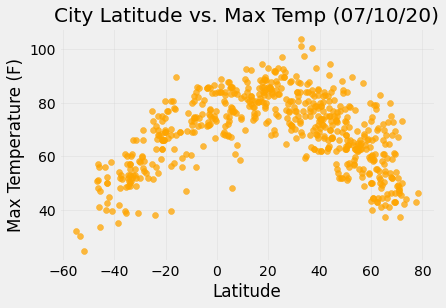 City Latitude vs. Max Temp (07/10/20)
Max Temperature (F)
100
80
60
40
−60 −40 −20 0 20 40 60 80
Latitude